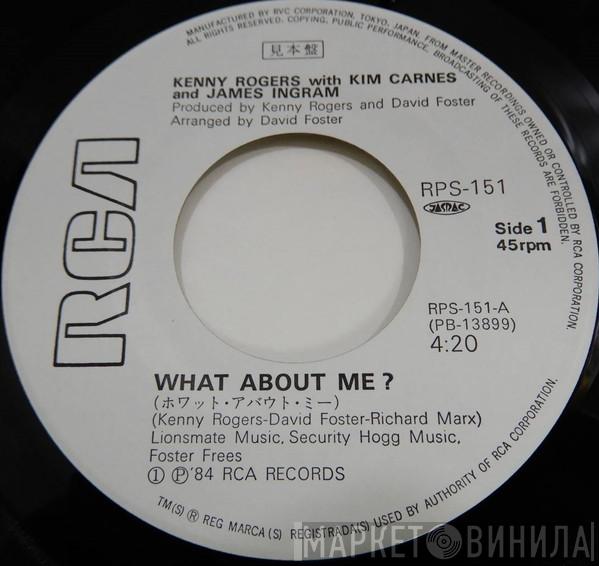 MANUFACTURED BY RVC CORPORATION, TOKYO, JAPAN, FROM MASTER RECORDINGS OWNED OR CONTROLLED BY RCA CORPORATION.
ALL RIGHTS RESERVED. COPYING, PUBLIC PERFORMANCE, BROADCASTING OF THESE RECORDS ARE FORBIDDEN.
見本盤
KENNY ROGERS with KIM CARNES
and JAMES INGRAM
Produced by Kenny Rogers and David Foster
Arranged by David Foster
RCA
RPS-151
JASRAC
Side 1
45rpm
RPS-151-A
(PB-13899)
4:20
WHAT ABOUT ME?
(ホワット・アバウト・ミー)
(Kenny Rogers-David Foster-Richard Marx)
Lionsmate Music, Security Hogg Music,
Foster Frees
① Ⓟ'84 RCA RECORDS
TM(S) ® REG MARCA(S) REGISTRADA(S) USED BY AUTHORITY OF RCA CORPORATION.
МАРКЕТ ВИНИЛА